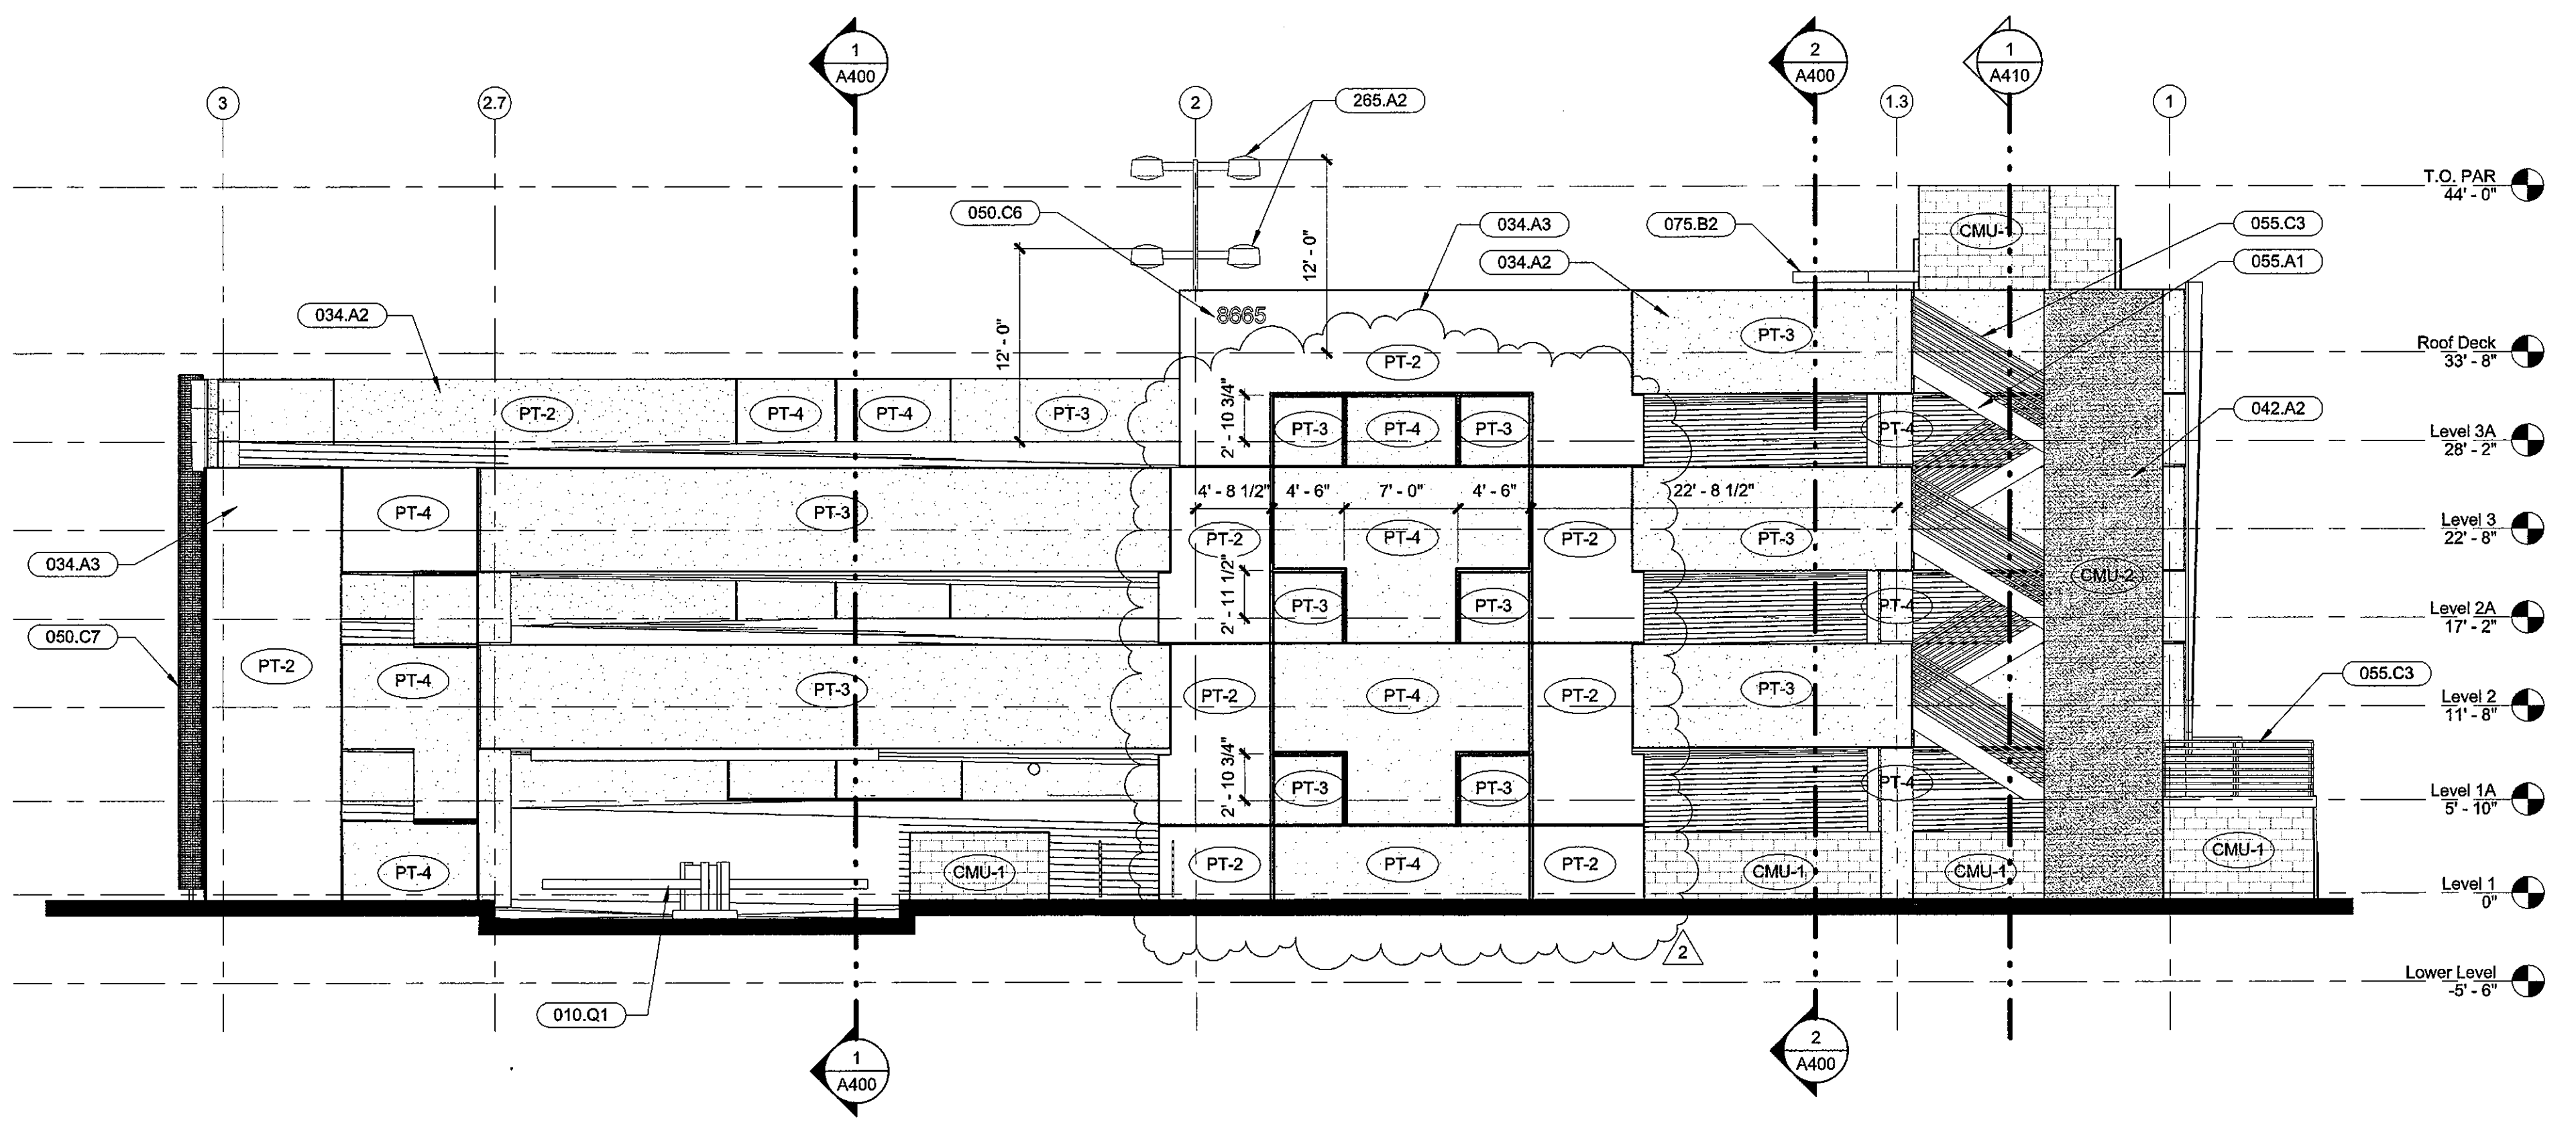 1
A400
2
A400
1
A410
3
2.7
2
265.A2
1.3
1
T.O. PAR
44' - 0"
050.C6
034.A3
075.B2
CMU-1
055.C3
12' - 0"
034.A2
055.A1
034.A2
8665
12' - 0"
PT-3
Roof Deck
33' - 8"
PT-2
PT-2
PT-4
PT-4
PT-3
2' - 10 3/4"
PT-3
PT-4
PT-3
PT-4
042.A2
Level 3A
28' - 2"
4' - 8 1/2"
4' - 6"
7' - 0"
4' - 6"
22' - 8 1/2"
PT-4
PT-3
PT-2
PT-4
PT-2
PT-3
Level 3
22' - 8"
034.A3
2' - 11 1/2"
PT-3
PT-3
PT-4
CMU-2
Level 2A
17' - 2"
050.C7
PT-2
PT-4
PT-3
PT-2
PT-4
PT-2
PT-3
055.C3
Level 2
11' - 8"
2' - 10 3/4"
PT-3
PT-3
PT-4
Level 1A
5' - 10"
PT-4
CMU-1
PT-2
PT-4
PT-2
CMU-1
CMU-1
CMU-1
Level 1
0"
2
Lower Level
-5' - 6"
010.Q1
1
A400
2
A400